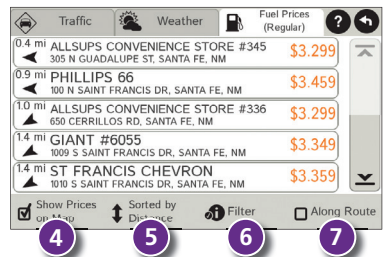 Traffic
Weather
Fuel Prices
(Regular)
?
0.4 mi ALLSUPS CONVENIENCE STORE #345 $3.299
305 N GUADALUPE ST, SANTA FE, NM
0.9 mi PHILLIPS 66 $3.459
100 N SAINT FRANCIS DR, SANTA FE, NM
1.0 mi ALLSUPS CONVENIENCE STORE #336 $3.299
650 CERRILLOS RD, SANTA FE, NM
1.4 mi GIANT #6055 $3.349
1009 S SAINT FRANCIS DR, SANTA FE, NM
1.4 mi ST FRANCIS CHEVRON $3.359
1010 S SAINT FRANCIS DR, SANTA FE, NM
Show Prices
on Map
Sorted by
Distance
Filter
Along Route
4
5
6
7